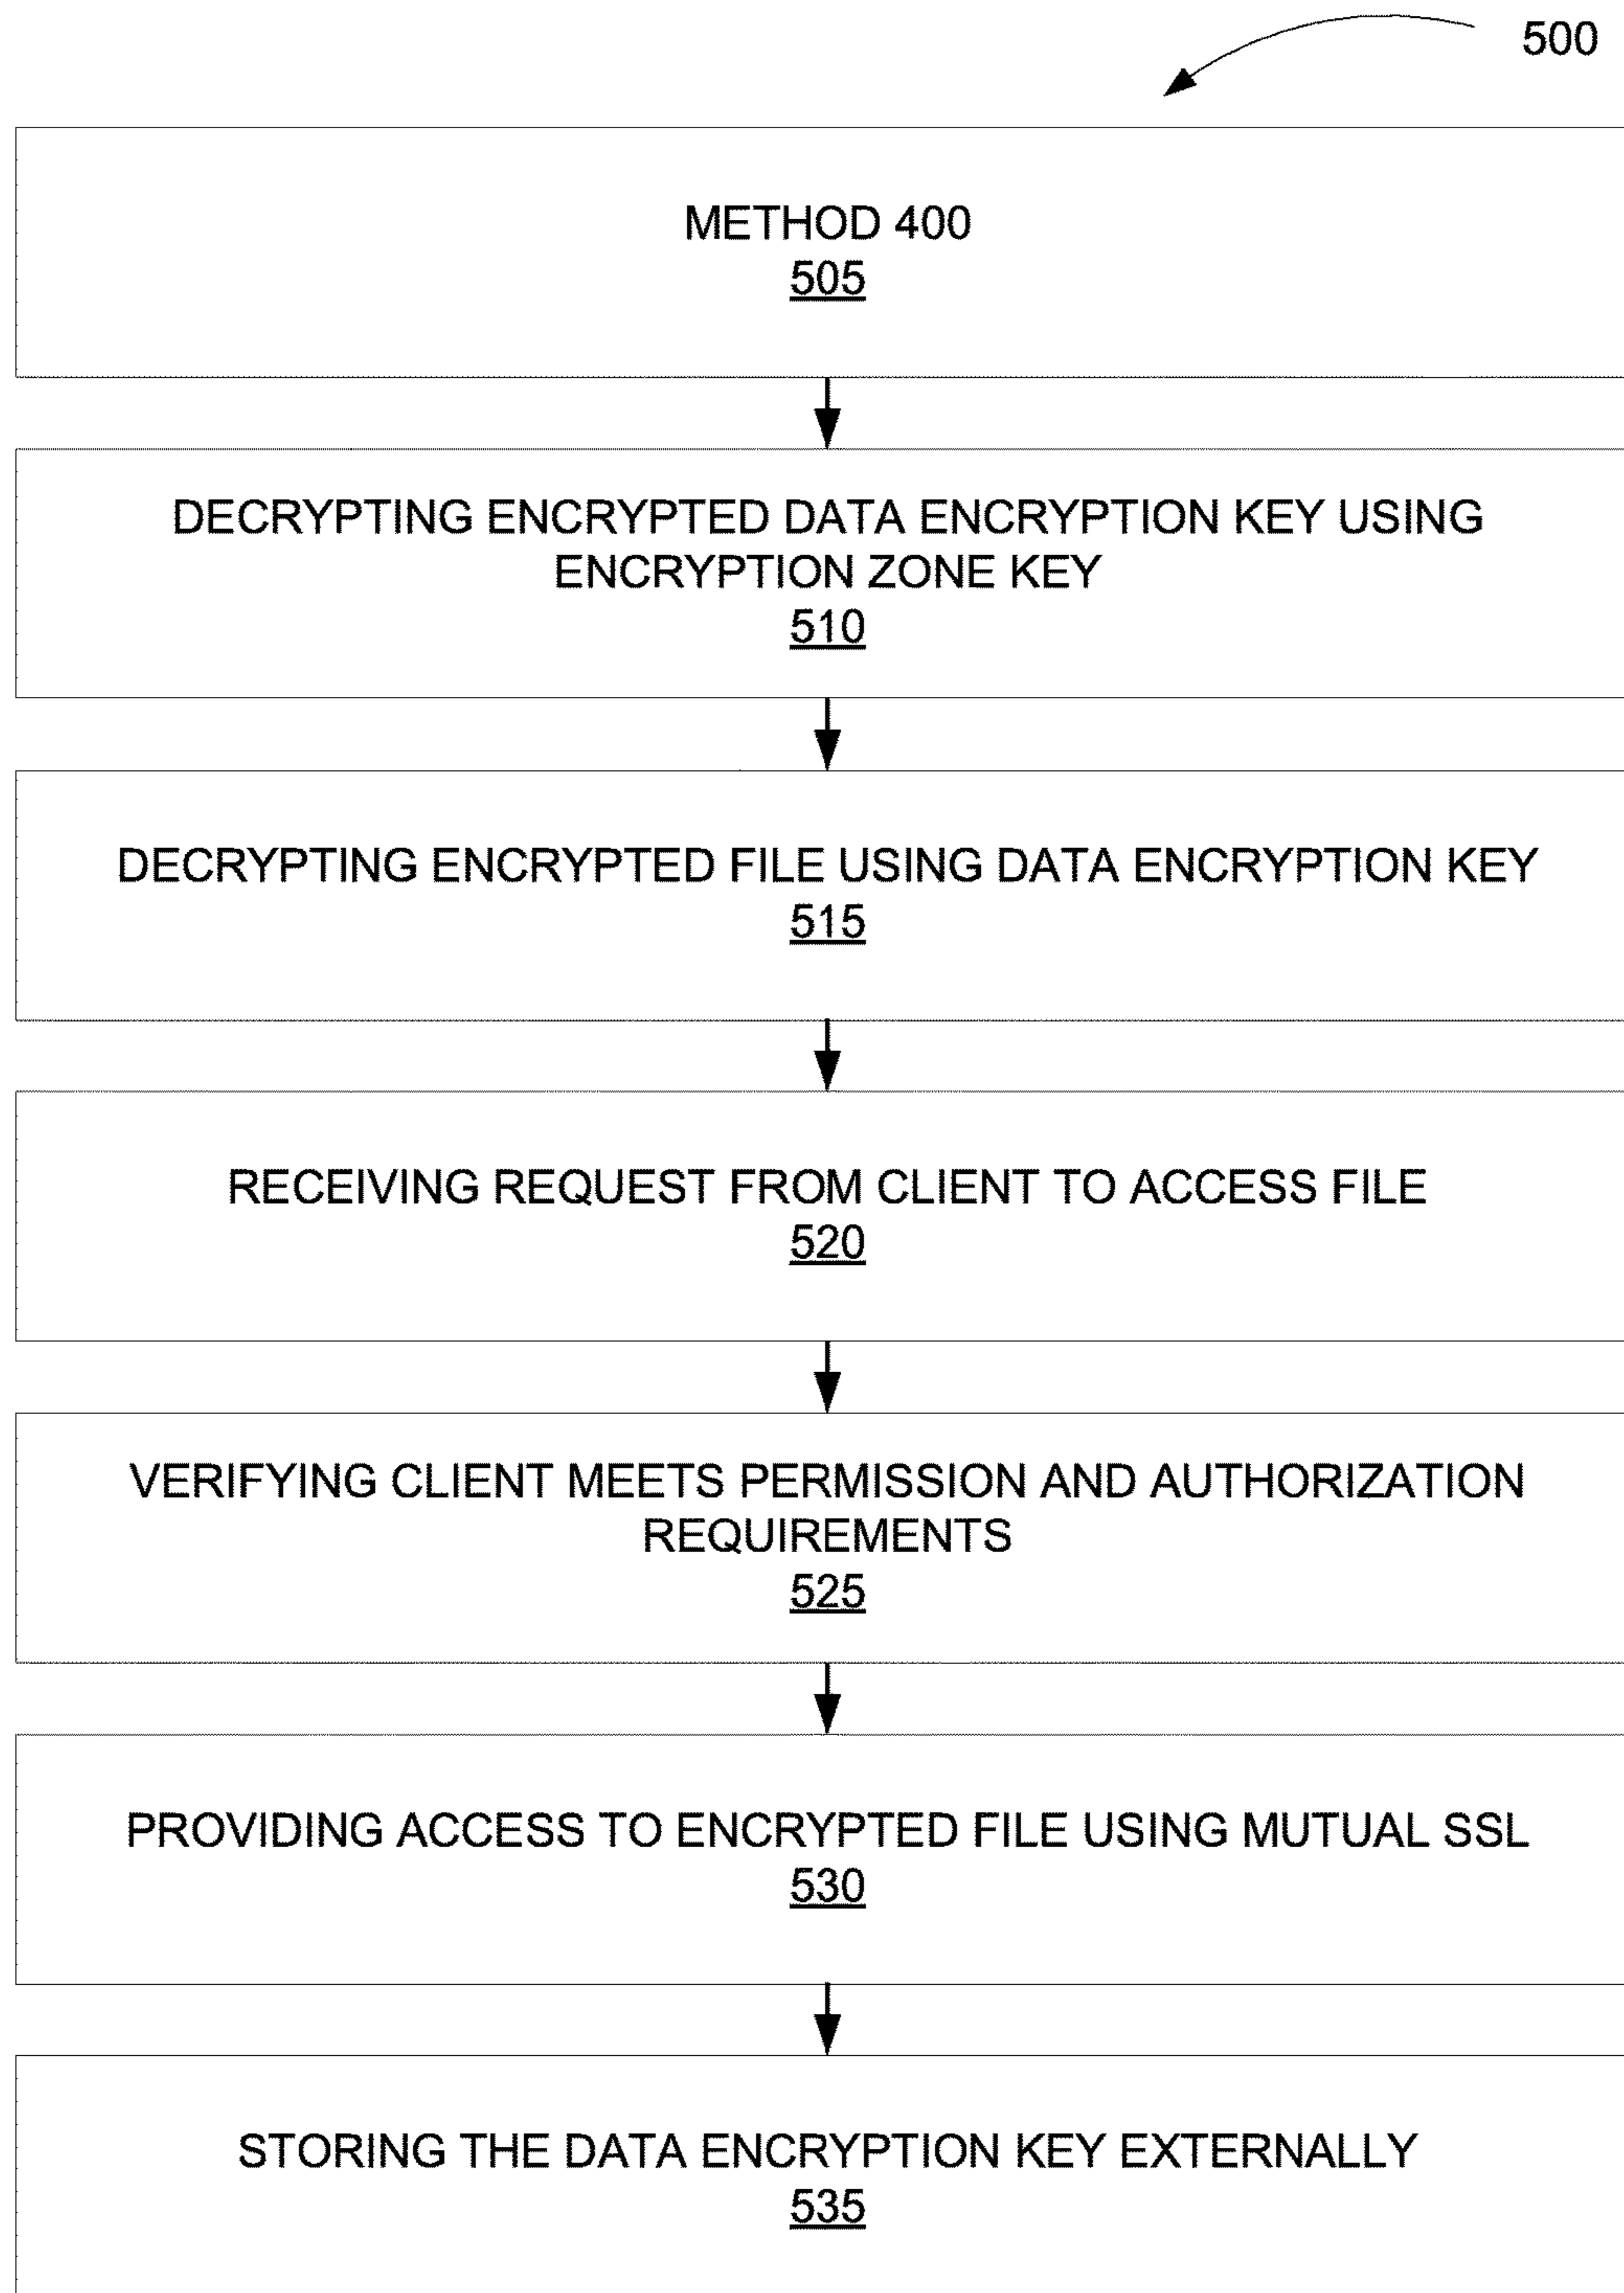 500
METHOD 400
505
DECRYPTING ENCRYPTED DATA ENCRYPTION KEY USING
ENCRYPTION ZONE KEY
510
DECRYPTING ENCRYPTED FILE USING DATA ENCRYPTION KEY
515
RECEIVING REQUEST FROM CLIENT TO ACCESS FILE
520
VERIFYING CLIENT MEETS PERMISSION AND AUTHORIZATION
REQUIREMENTS
525
PROVIDING ACCESS TO ENCRYPTED FILE USING MUTUAL SSL
530
STORING THE DATA ENCRYPTION KEY EXTERNALLY
535